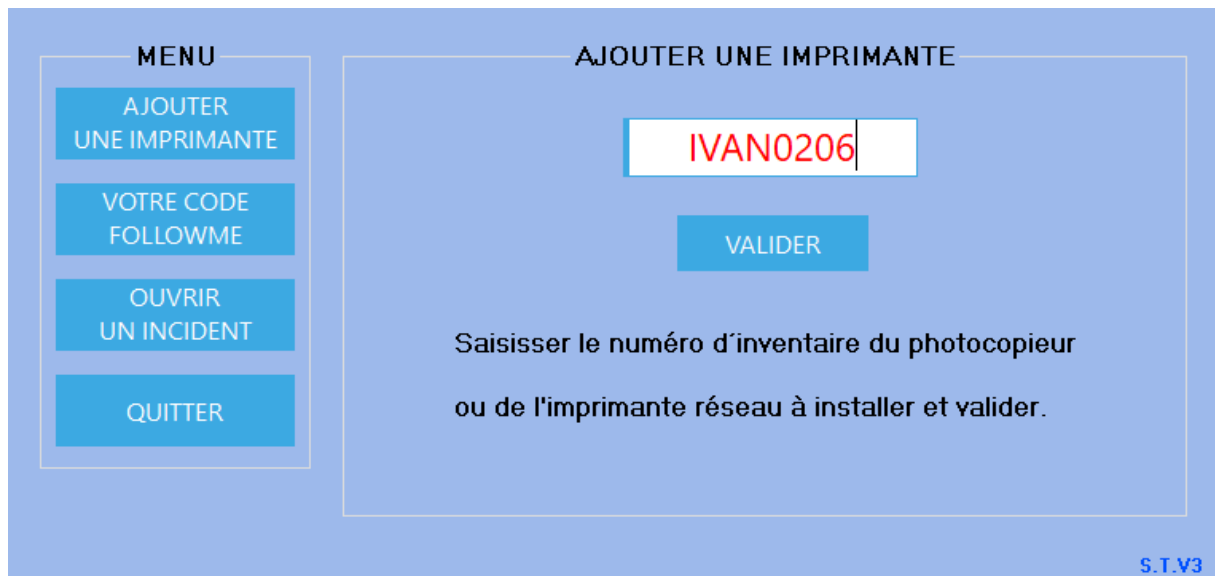 MENU
AJOUTER
UNE IMPRIMANTE
VOTRE CODE
FOLLOWME
OUVRIR
UN INCIDENT
QUITTER
AJOUTER UNE IMPRIMANTE
IVAN0206
VALIDER
Saisisser le numéro d´inventaire du photocopieur
ou de l'imprimante réseau à installer et valider.
S.T.V3